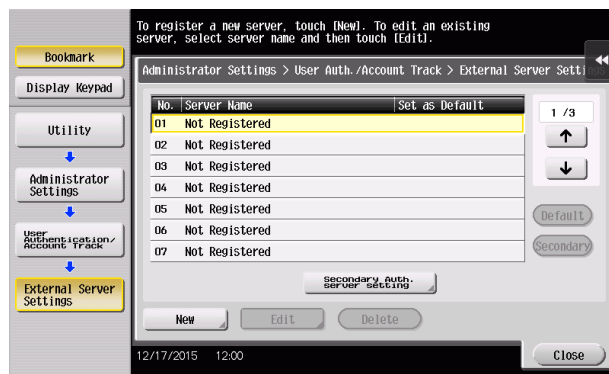 To register a new server, touch [New]. To edit an existing
server, select server name and then touch [Edit].
Bookmark
Display Keypad
Utility
Administrator
Settings
User
Authentication/
Account Track
External Server
Settings
Administrator Settings > User Auth./Account Track > External Server Settings
No. Server Name Set as Default
01 Not Registered
02 Not Registered
03 Not Registered
04 Not Registered
05 Not Registered
06 Not Registered
07 Not Registered
1 /3
Default
Secondary
Secondary Auth.
server setting
New Edit Delete
12/17/2015 12:00
Close